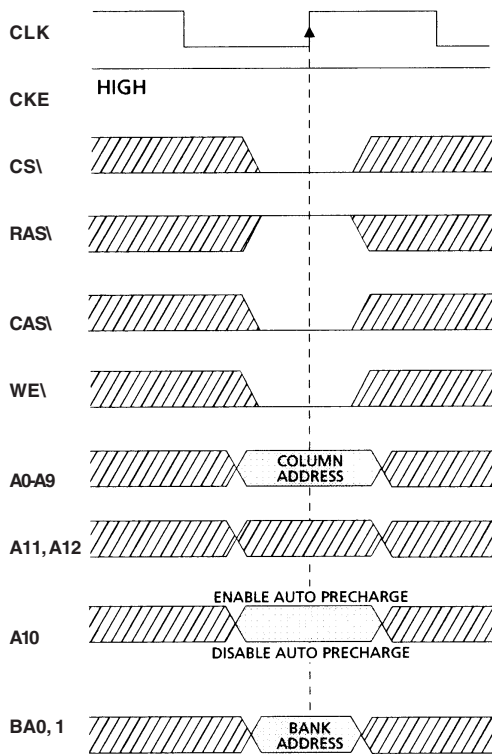 CLK
CKE
HIGH
CS\
RAS\
CAS\
WE\
A0-A9
COLUMN
ADDRESS
A11, A12
ENABLE AUTO PRECHARGE
A10
DISABLE AUTO PRECHARGE
BA0, 1
BANK
ADDRESS